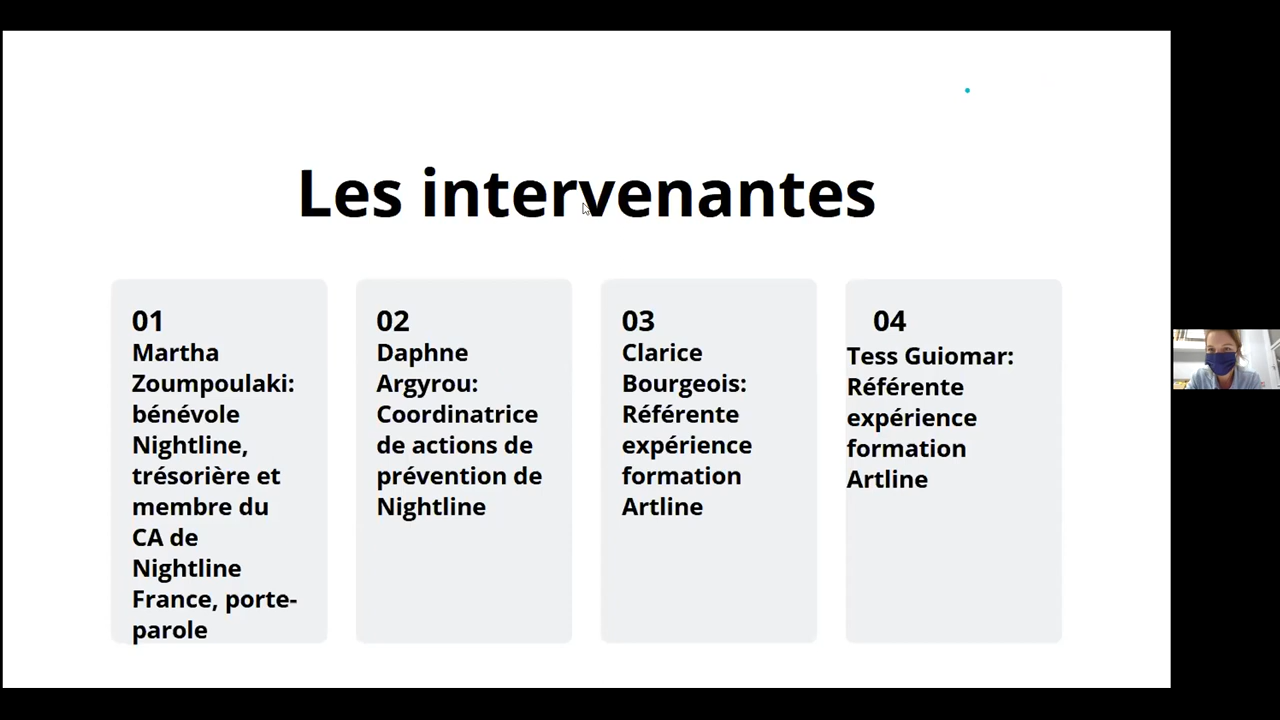 Les intervenantes
01
Martha
Zoumpoulaki:
bénévole
Nightline,
trésorière et
membre du
CA de
Nightline
France, porte-
parole
02
Daphne
Argyrou:
Coordinatrice
de actions de
prévention de
Nightline
03
Clarice
Bourgeois:
Référente
expérience
formation
Artline
04
Tess Guiomar:
Référente
expérience
formation
Artline